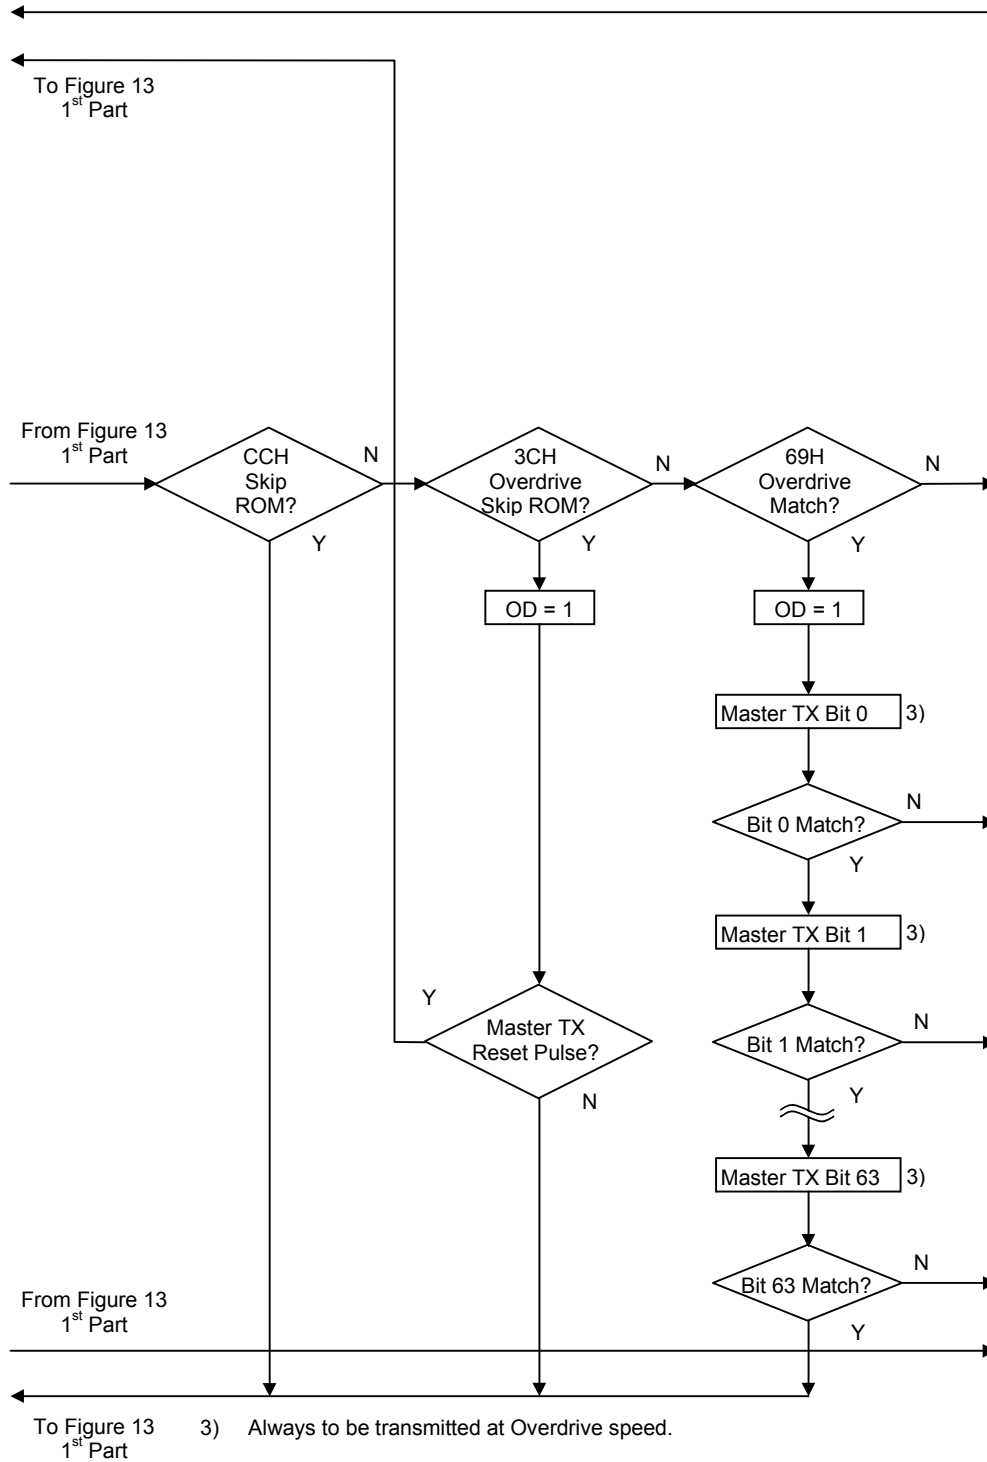 To Figure 13
1st Part
From Figure 13
1st Part
CCH
Skip
ROM?
N
Y
3CH
Overdrive
Skip ROM?
N
Y
69H
Overdrive
Match?
N
Y
OD = 1
OD = 1
Master TX Bit 0
3)
Bit 0 Match?
N
Y
Master TX Bit 1
3)
Y
Master TX
Reset Pulse?
N
Bit 1 Match?
N
Y
Master TX Bit 63
3)
Bit 63 Match?
N
Y
From Figure 13
1st Part
To Figure 13
1st Part
3) Always to be transmitted at Overdrive speed.